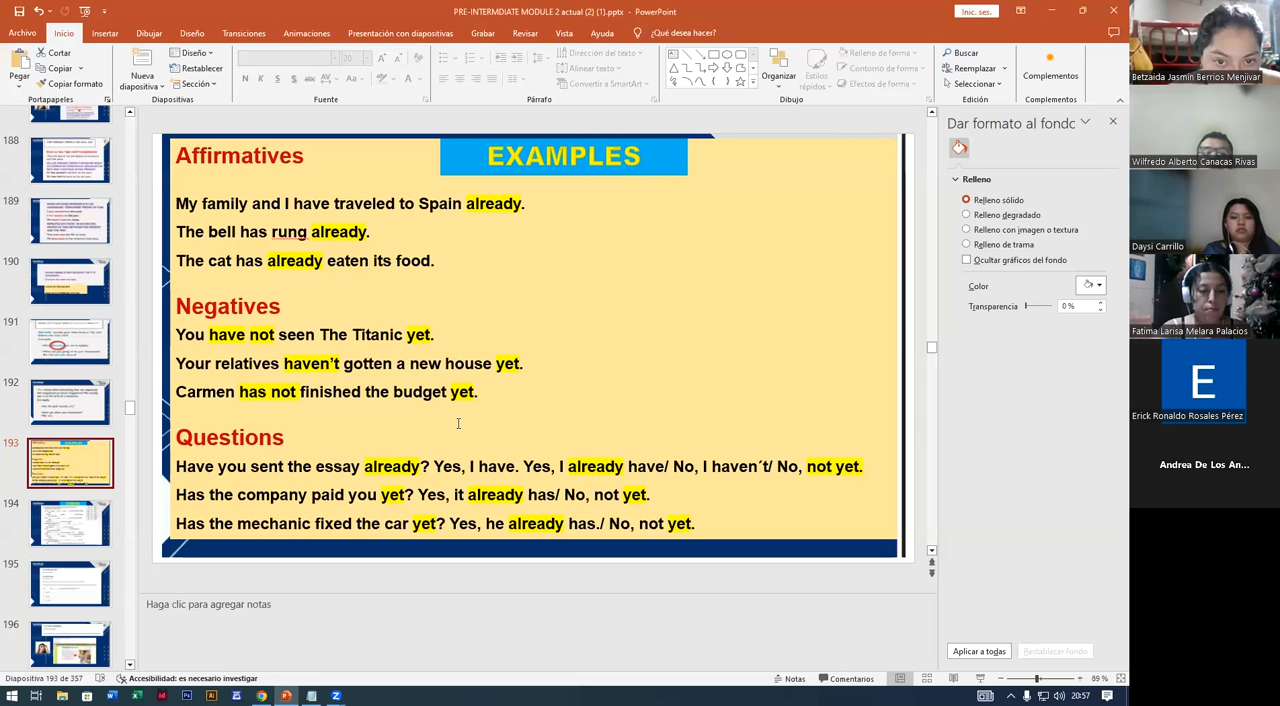 PRE-INTERMDIATE MODULE 2 actual (2) (1).pptx - PowerPoint
Inic. ses.
Archivo Inicio Insertar Dibujar Diseño Transiciones Animaciones Presentación con diapositivas Grabar Revisar Vista Ayuda ¿Qué desea hacer?
Pegar
Cortar
Copiar
Copiar formato
Portapapeles
Nueva diapositiva
Diseño
Restablecer
Sección
Diapositivas
30
N K S S abc AV Aa A
Fuente
Párrafo
Dirección del texto
Alinear texto
Convertir a SmartArt
Organizar
Estilos rápidos
Relleno de forma
Contorno de forma
Efectos de forma
Dibujo
Buscar
Reemplazar
Seleccionar
Edición
Complementos
Complementos
188
189
190
191
192
193
195
196
EXAMPLES
Affirmatives
My family and I have traveled to Spain already.
The bell has rung already.
The cat has already eaten its food.
Negatives
You have not seen The Titanic yet.
Your relatives haven't gotten a new house yet.
Carmen has not finished the budget yet.
Questions
Have you sent the essay already? Yes, I have. Yes, I already have/ No, I haven´t/ No, not yet.
Has the company paid you yet? Yes, it already has/ No, not yet.
Has the mechanic fixed the car yet? Yes, he already has./ No, not yet.
Haga clic para agregar notas
Dar formato al fondo
Relleno
Relleno sólido
Relleno degradado
Relleno con imagen o textura
Relleno de trama
Ocultar gráficos del fondo
Color
Transparencia 0 %
Aplicar a todas
Restablecer fondo
Diapositiva 193 de 357 Accesibilidad: es necesario investigar Notas Comentarios 89 %
20:57
Betzaida Jasmín Berrios Menjivar
Wilfredo Alberto Canacas Rivas
Daysi Carrillo
Fatima Larisa Melara Palacios
E
Erick Ronaldo Rosales Pérez
Andrea De Los An...